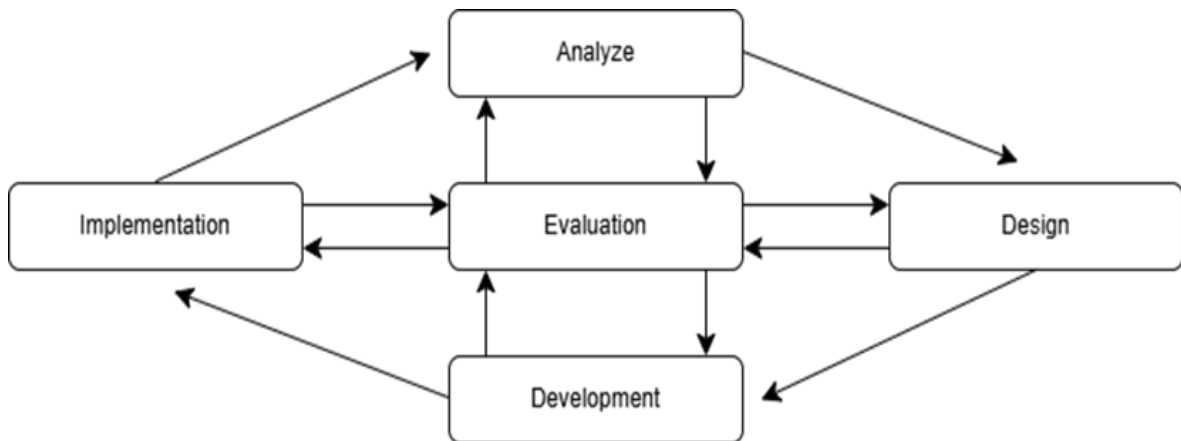 Analyze
Implementation
Evaluation
Design
Development